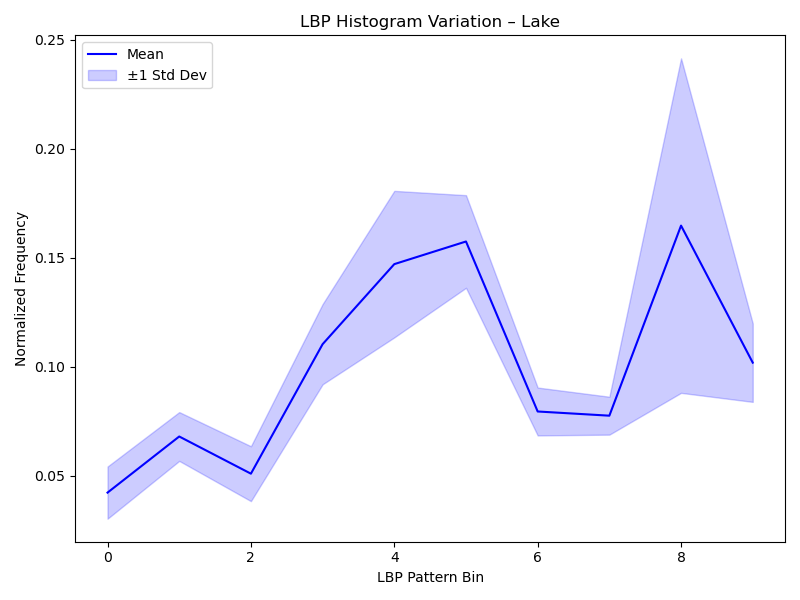 LBP Histogram Variation – Lake
Mean
±1 Std Dev
Normalized Frequency
0.25
0.20
0.15
0.10
0.05
0 2 4 6 8
LBP Pattern Bin